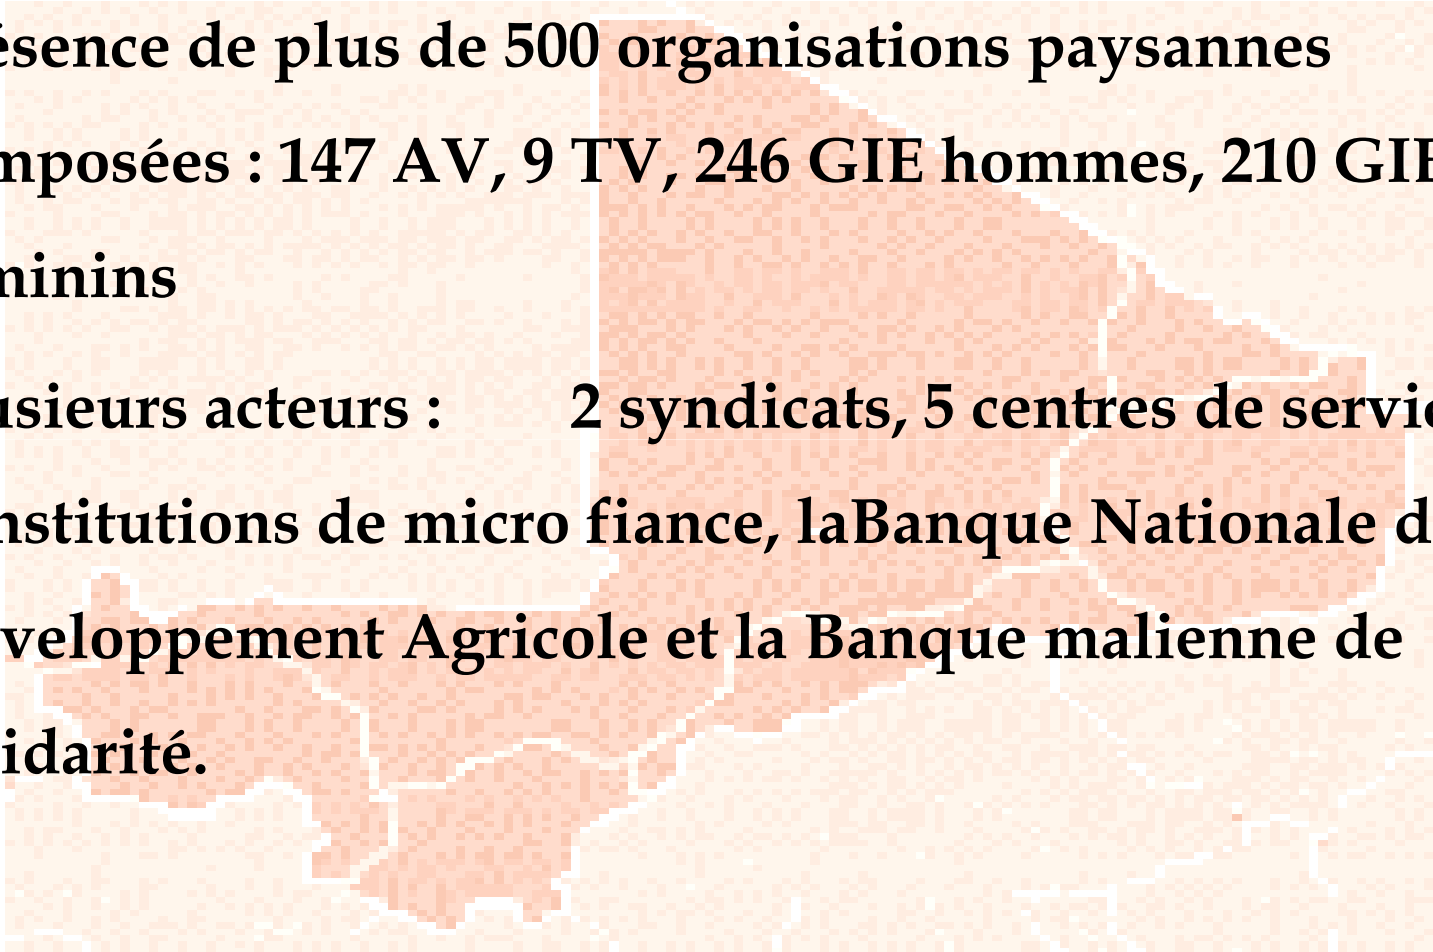 ésence de plus de 500 organisations paysannes
mposées : 147 AV, 9 TV, 246 GIE hommes, 210 GIE
minins
usieurs acteurs : 2 syndicats, 5 centres de servic
nstitutions de micro fiance, laBanque Nationale d
veloppement Agricole et la Banque malienne de
idarité.